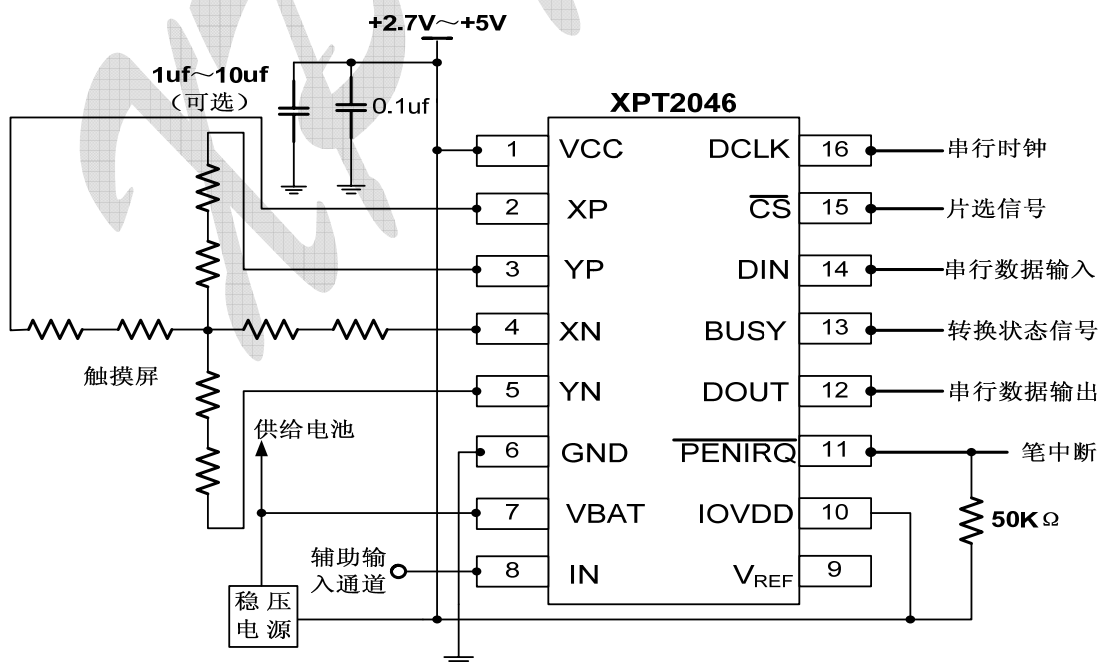 +2.7V～+5V
1uf～10uf
（可选）
0.1uf
XPT2046
1 VCC
2 XP
3 YP
4 XN
5 YN
6 GND
7 VBAT
8 IN
DCLK 16
CS 15
DIN 14
BUSY 13
DOUT 12
PENIRQ 11
IOVDD 10
VREF 9
串行时钟
片选信号
串行数据输入
转换状态信号
串行数据输出
笔中断
50KΩ
触摸屏
供给电池
辅助输
入通道
稳压
电源